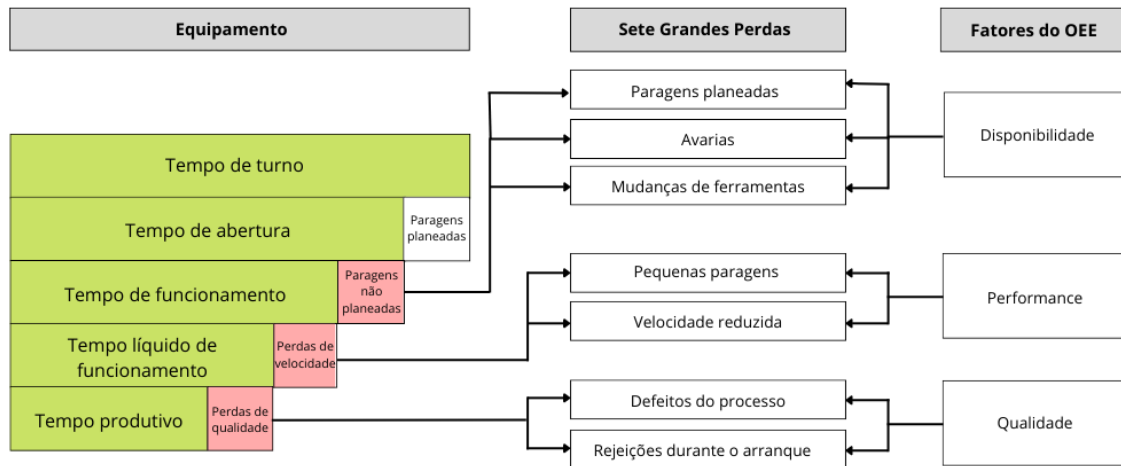 Equipamento
Sete Grandes Perdas
Fatores do OEE
Tempo de turno
Tempo de abertura
Paragens
planeadas
Tempo de funcionamento
Paragens
não
planeadas
Tempo líquido de
funcionamento
Perdas de
velocidade
Tempo produtivo
Perdas de
qualidade
Paragens planeadas
Avarias
Mudanças de ferramentas
Pequenas paragens
Velocidade reduzida
Defeitos do processo
Rejeições durante o arranque
Disponibilidade
Performance
Qualidade